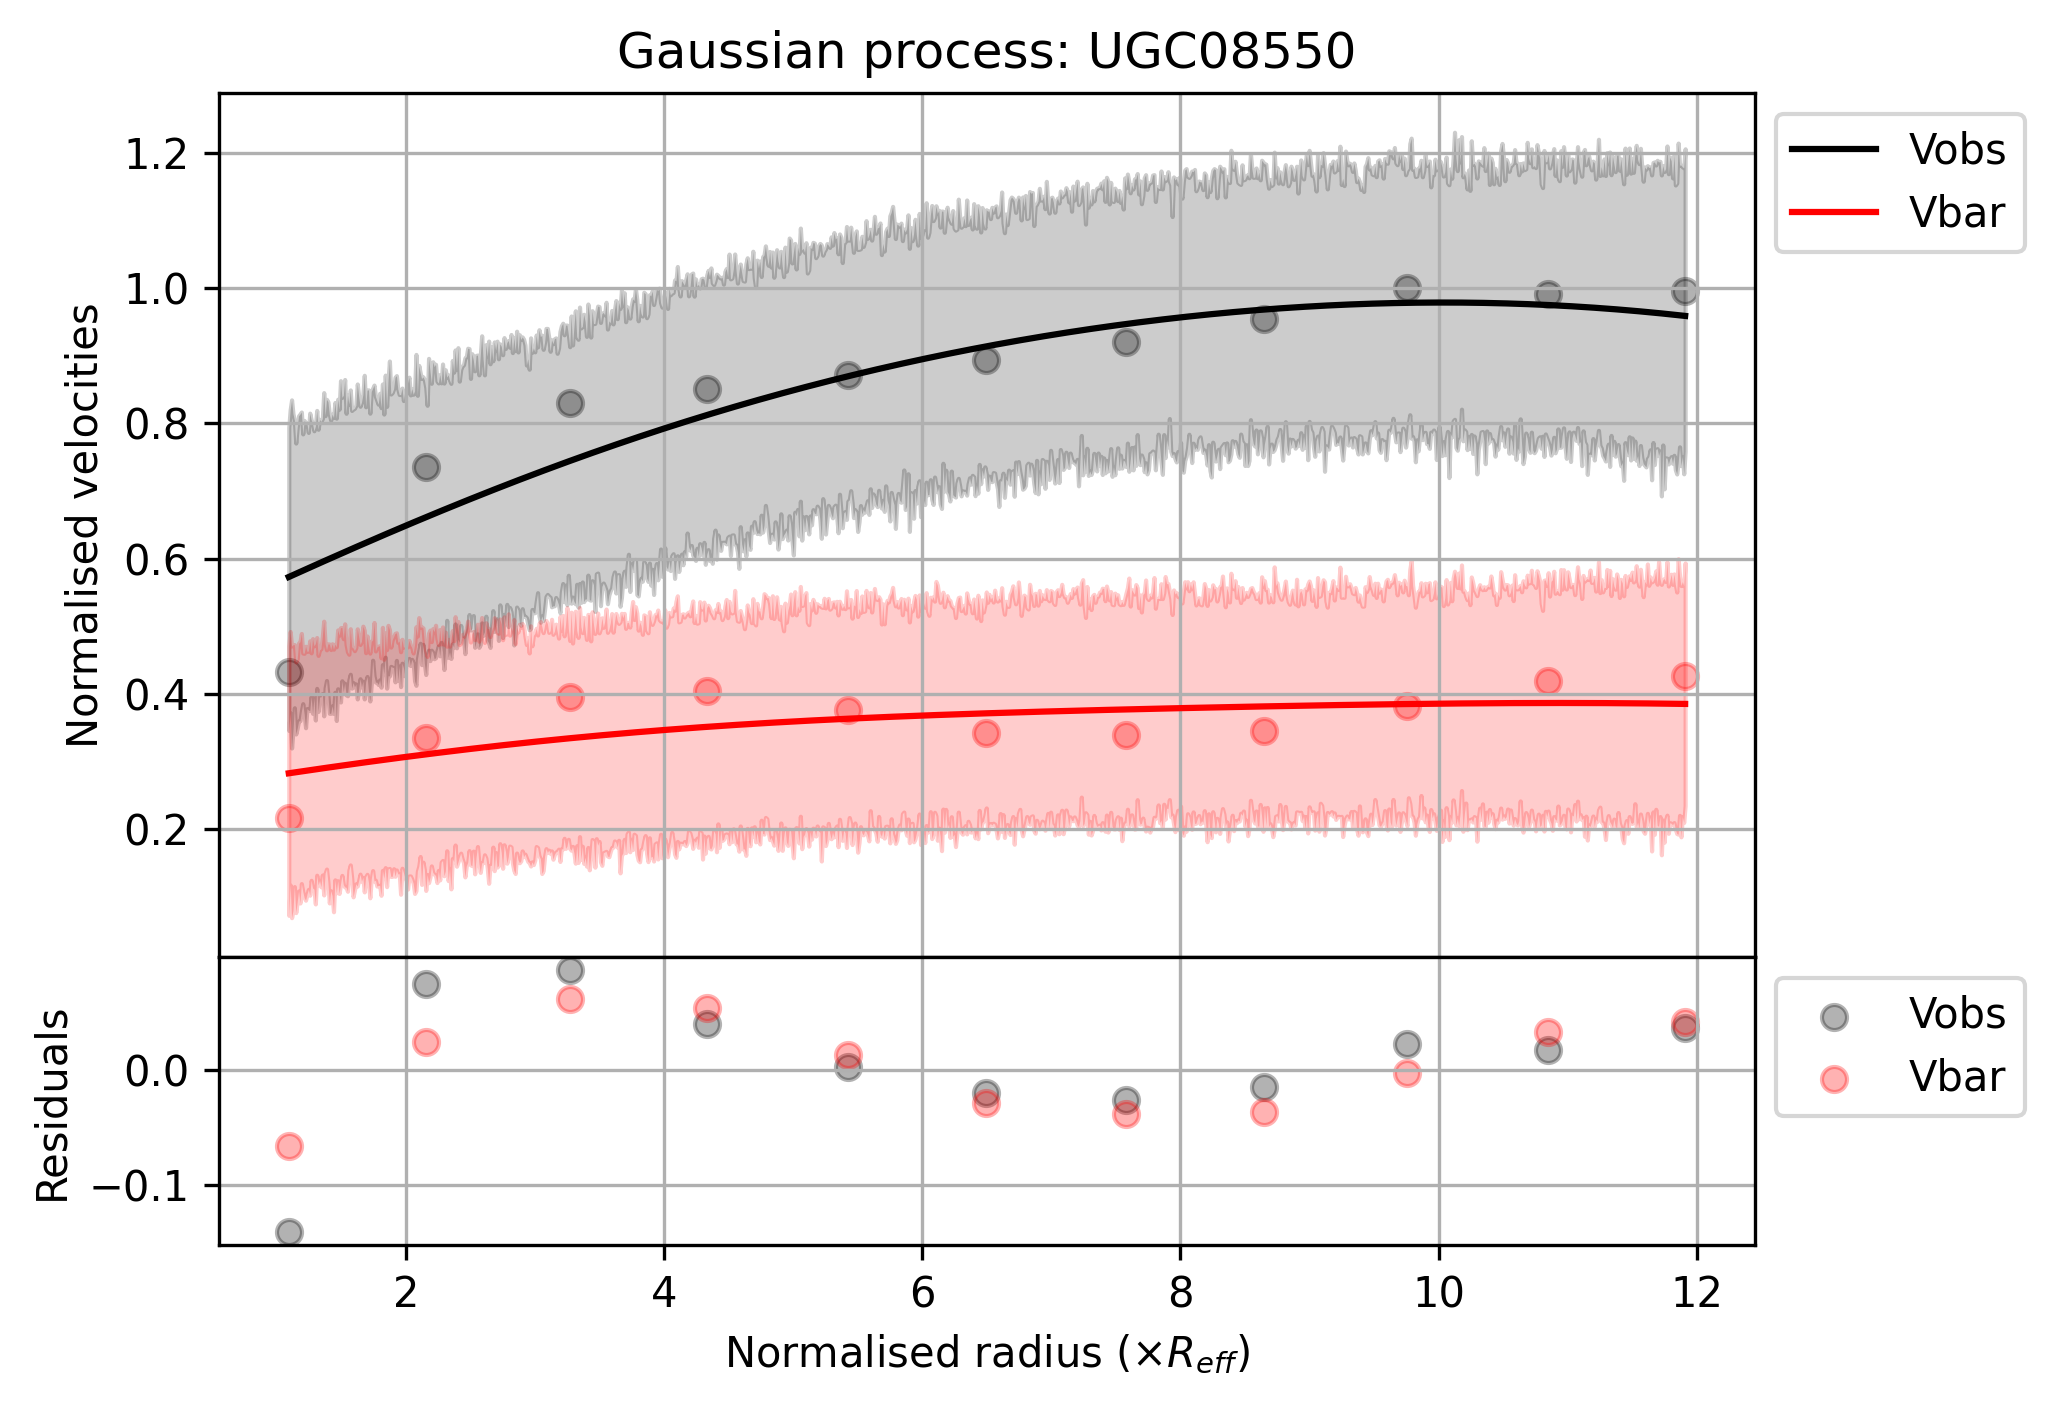 Gaussian process: UGC08550
1.2
1.0
0.8
0.6
0.4
0.2
Normalised velocities
Vobs
Vbar
0.0
−0.1
Residuals
Vobs
Vbar
2 4 6 8 10 12
Normalised radius (×R_eff)